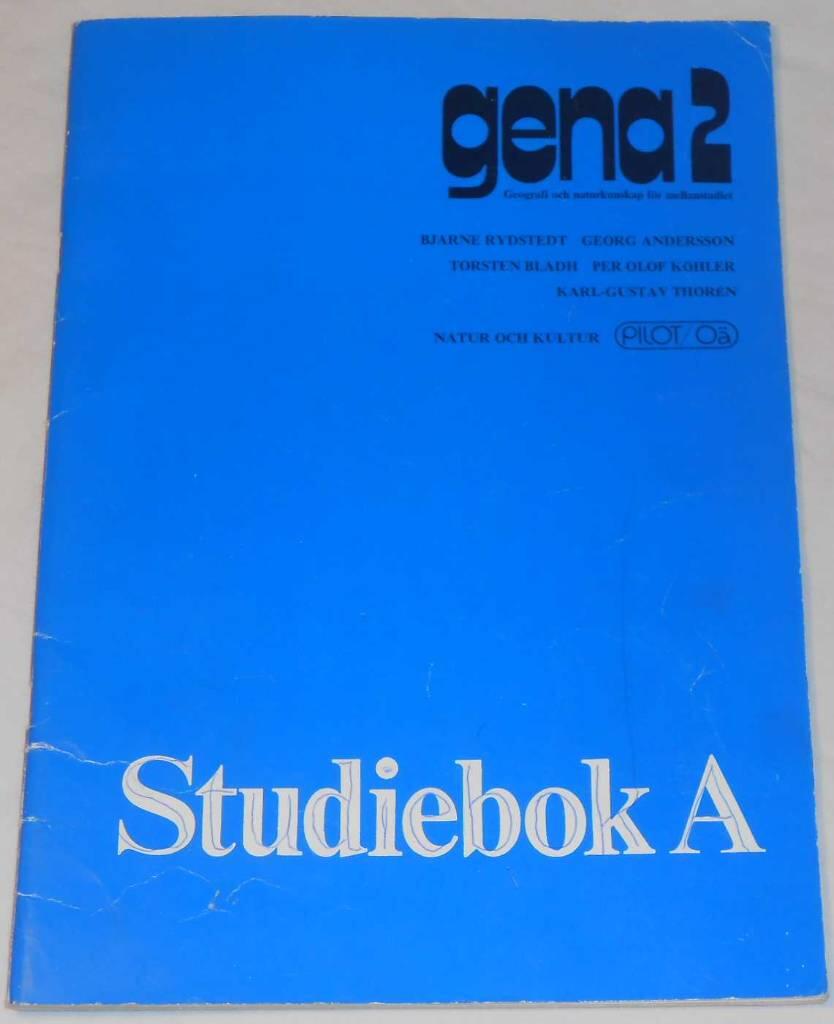 gena 2
Geografi och naturkunskap för mellanstadiet
BJARNE RYDSTEDT GEORG ANDERSSON
TORSTEN BLADH PER OLOF KÖHLER
KARL-GUSTAV THORÉN
NATUR OCH KULTUR PILOT/Oä
Studiebok A